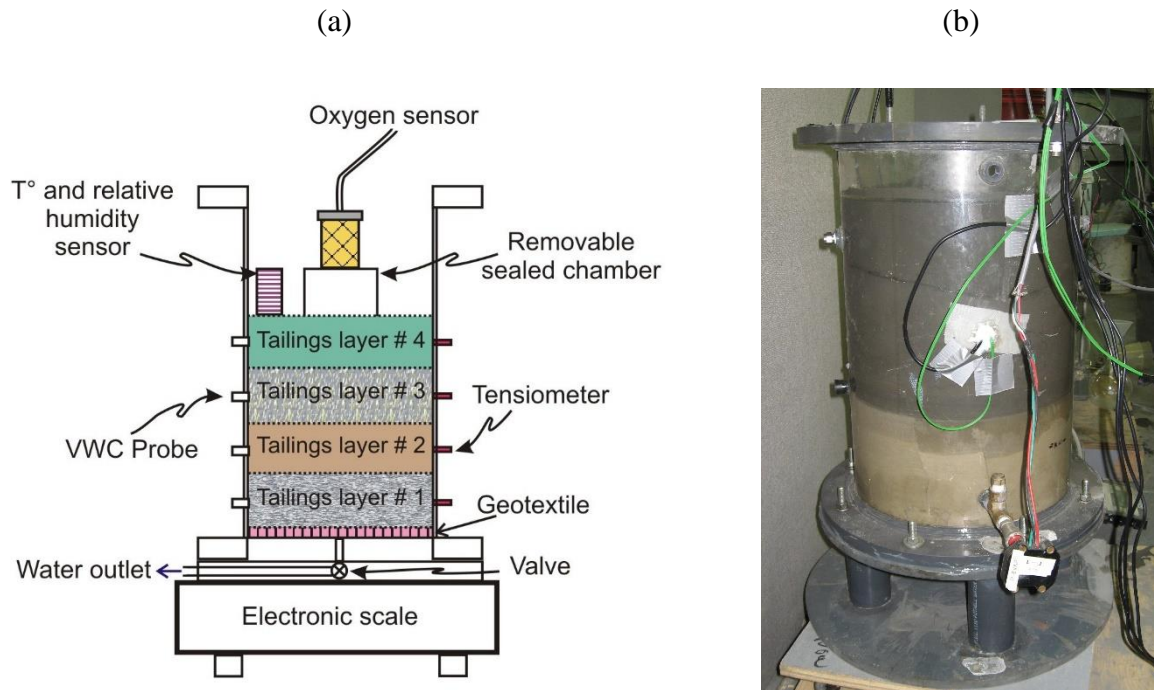 (a)
(b)
Oxygen sensor
T° and relative
humidity
sensor
Removable
sealed chamber
Tailings layer # 4
Tailings layer # 3
Tensiometer
VWC Probe
Tailings layer # 2
Tailings layer # 1
Geotextile
Water outlet
Valve
Electronic scale